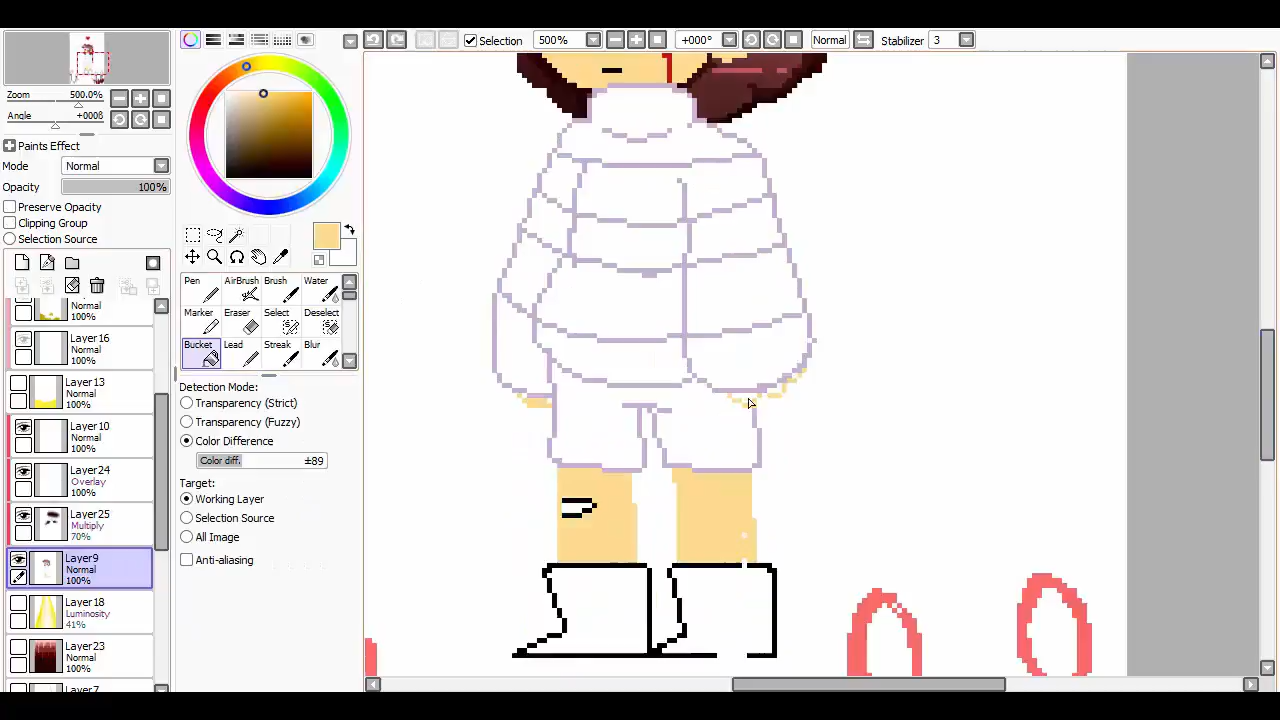 Selection 500% +000° Normal Stabilizer 3
Zoom 500.0%
Angle +0008
Paints Effect
Mode Normal
Opacity 100%
Preserve Opacity
Clipping Group
Selection Source
Normal
100%
Layer16
Normal
100%
Layer13
Normal
100%
Layer10
Normal
100%
Layer24
Overlay
100%
Layer25
Multiply
70%
Layer9
Normal
100%
Layer18
Luminosity
41%
Layer23
Normal
100%
Layer7
Pen AirBrush Brush Water
Marker Eraser Select Deselect
Bucket Lead Streak Blur
Detection Mode:
Transparency (Strict)
Transparency (Fuzzy)
Color Difference
Color diff. ±89
Target:
Working Layer
Selection Source
All Image
Anti-aliasing